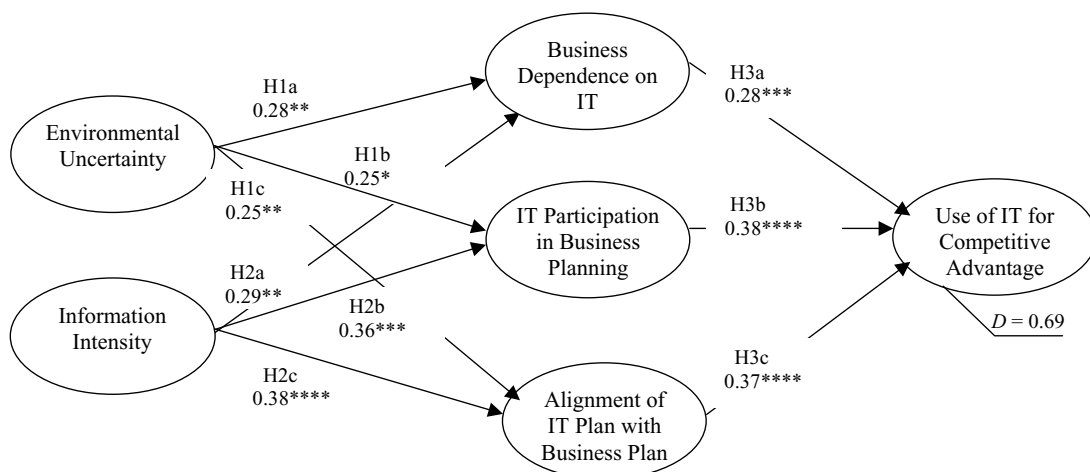 Business
Dependence on
IT
H3a
0.28***
H1a
0.28**
Environmental
Uncertainty
H1b
0.25*
H1c
0.25**
IT Participation
in Business
Planning
H3b
0.38****
Use of IT for
Competitive
Advantage
H2a
0.29**
H2b
0.36***
Information
Intensity
D = 0.69
H3c
0.37****
H2c
0.38****
Alignment of
IT Plan with
Business Plan